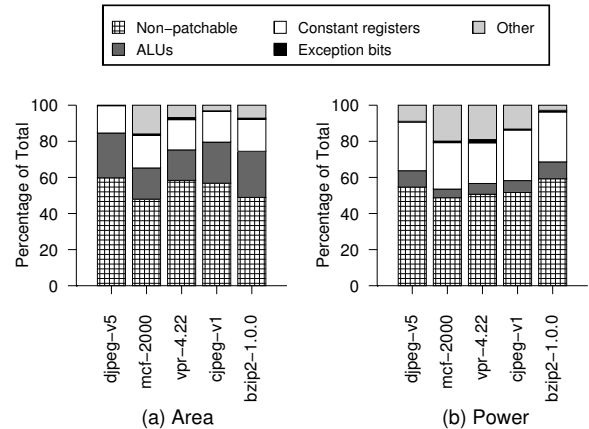 Non−patchable
Constant registers
Other
ALUs
Exception bits
Percentage of Total
0
20
40
60
80
100
djpeg−v5
mcf−2000
vpr−4.22
cjpeg−v1
bzip2−1.0.0
(a) Area
Percentage of Total
0
20
40
60
80
100
djpeg−v5
mcf−2000
vpr−4.22
cjpeg−v1
bzip2−1.0.0
(b) Power